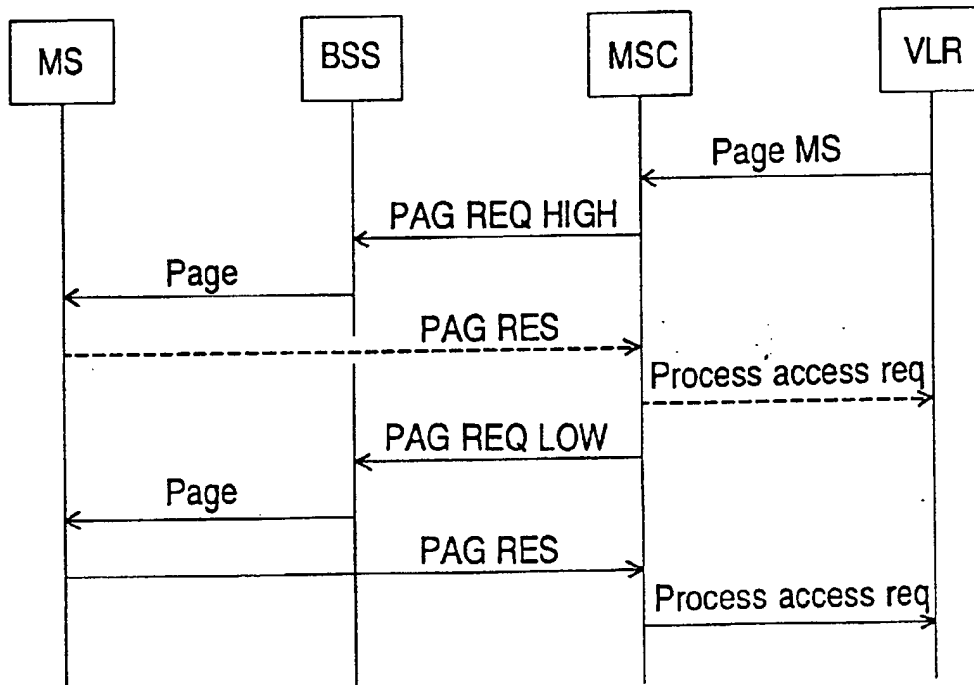 MS
BSS
MSC
VLR
Page MS
PAG REQ HIGH
Page
PAG RES
Process access req
PAG REQ LOW
Page
PAG RES
Process access req